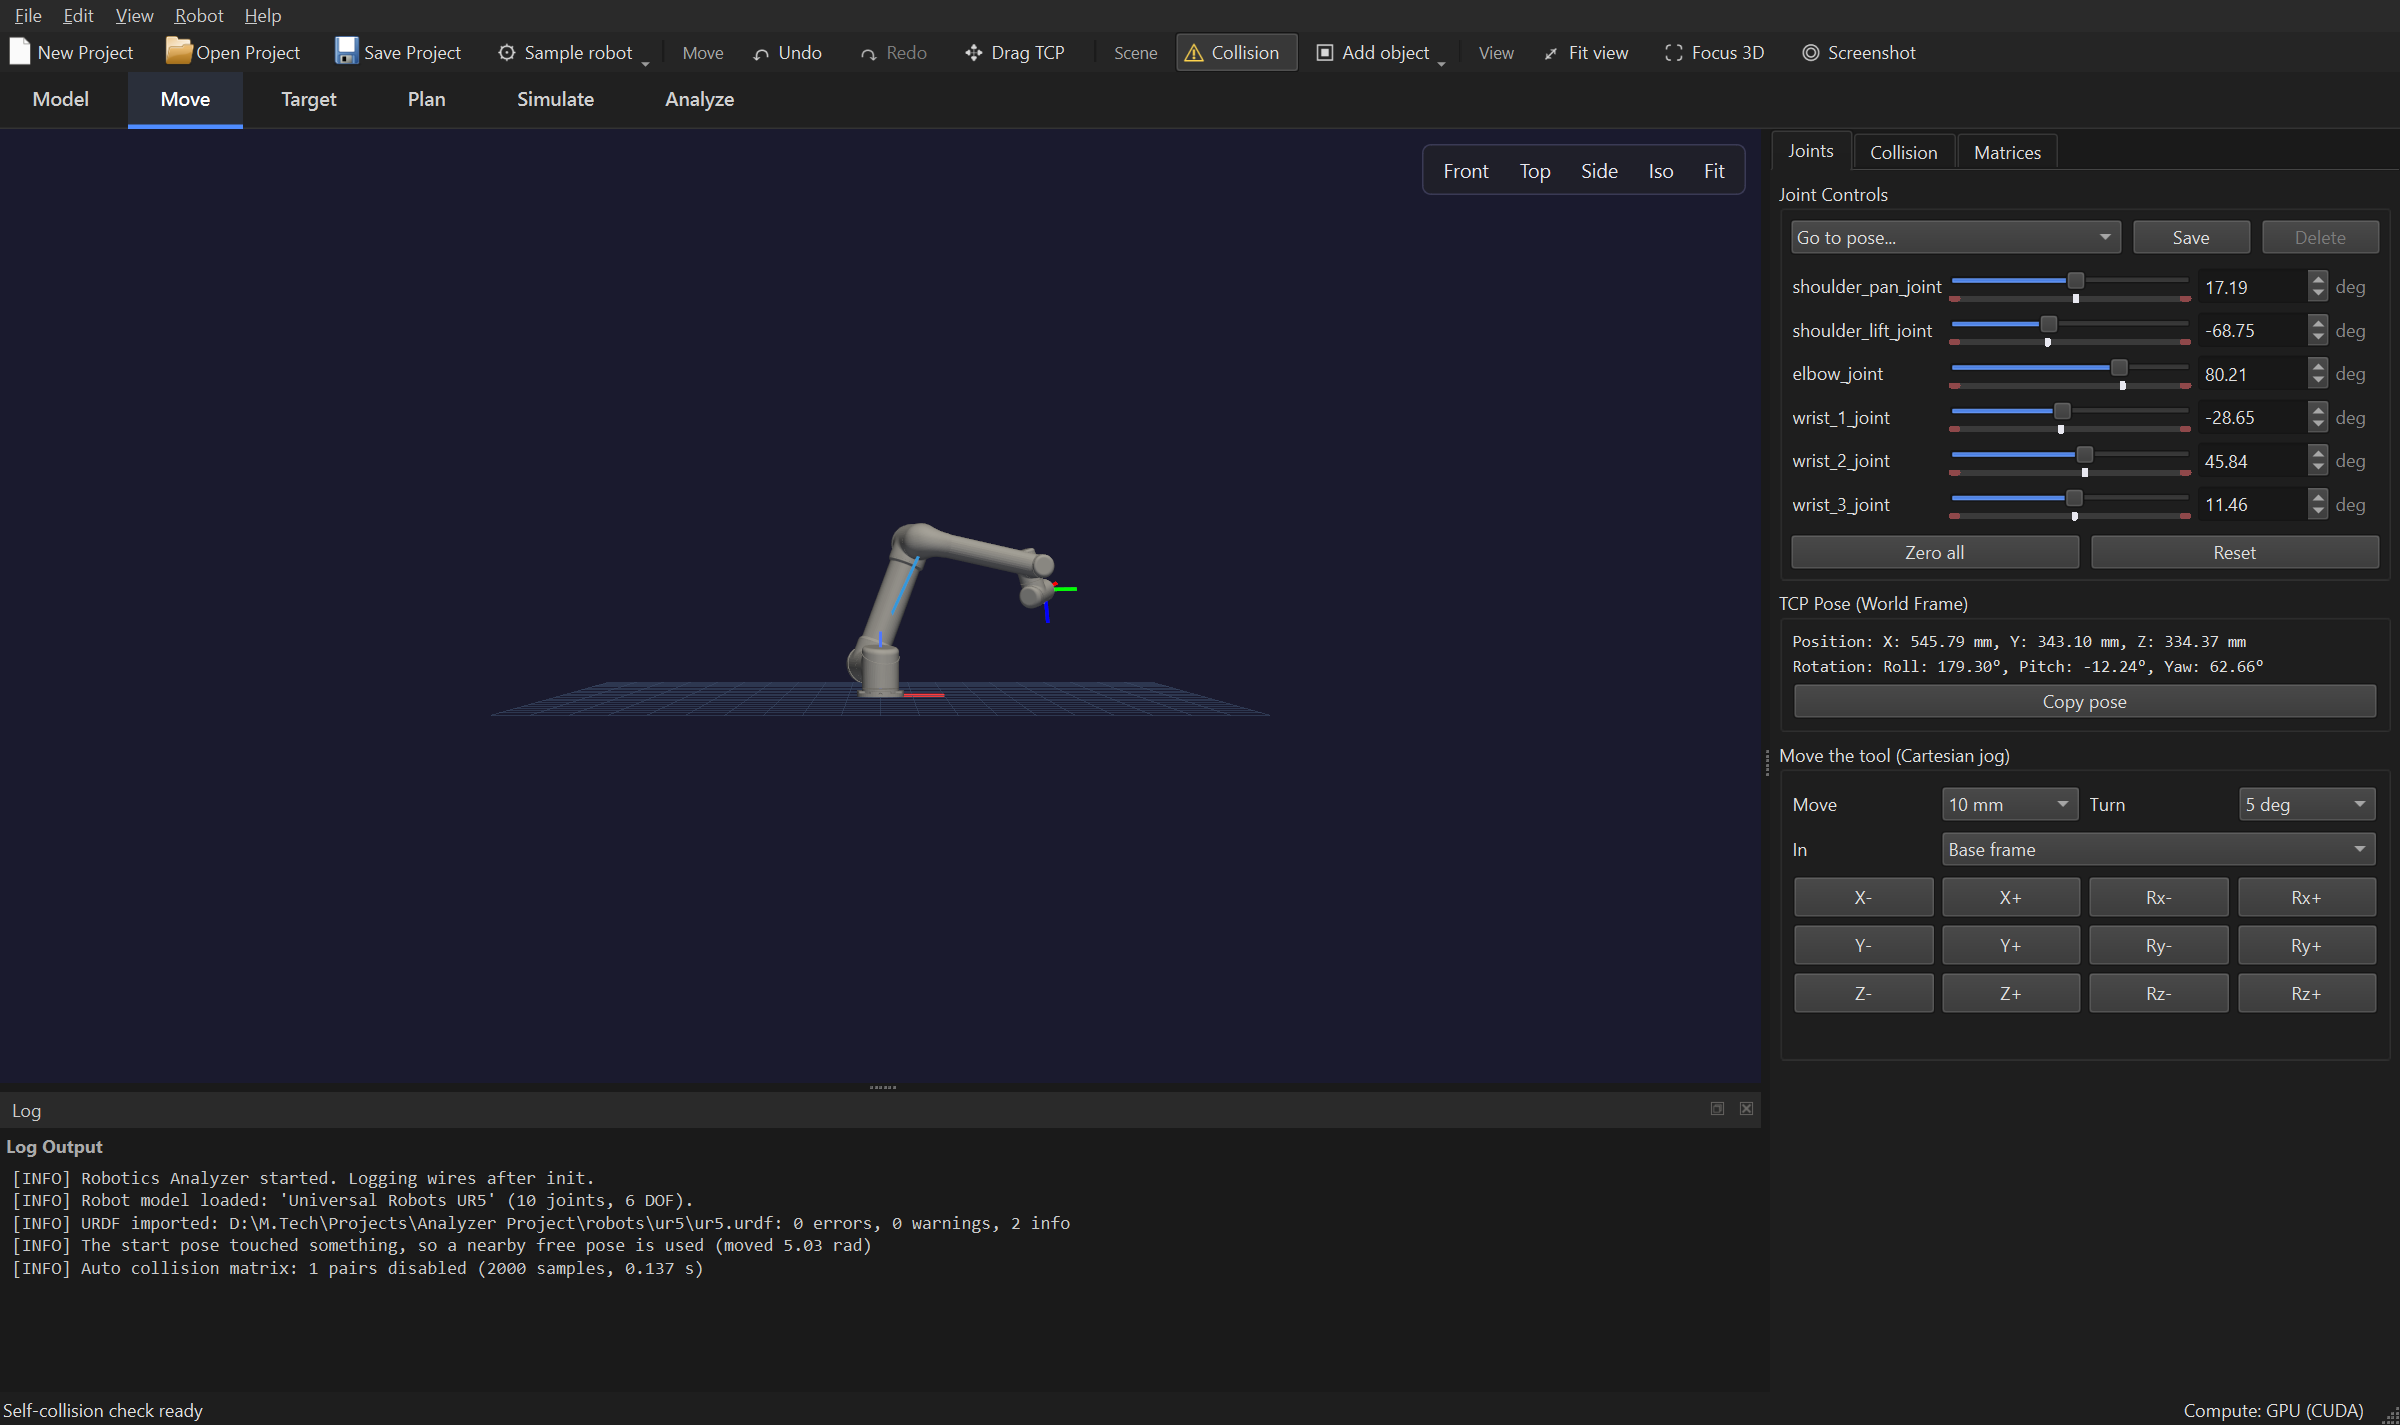 File Edit View Robot Help
New Project Open Project Save Project Sample robot Move Undo Redo Drag TCP Scene Collision Add object View Fit view Focus 3D Screenshot
Model Move Target Plan Simulate Analyze
Front Top Side Iso Fit
Joints Collision Matrices
Joint Controls
Go to pose... Save Delete
shoulder_pan_joint 17.19 deg
shoulder_lift_joint -68.75 deg
elbow_joint 80.21 deg
wrist_1_joint -28.65 deg
wrist_2_joint 45.84 deg
wrist_3_joint 11.46 deg
Zero all Reset
TCP Pose (World Frame)
Position: X: 545.79 mm, Y: 343.10 mm, Z: 334.37 mm
Rotation: Roll: 179.30°, Pitch: -12.24°, Yaw: 62.66°
Copy pose
Move the tool (Cartesian jog)
Move 10 mm Turn 5 deg
In Base frame
X- X+ Rx- Rx+
Y- Y+ Ry- Ry+
Z- Z+ Rz- Rz+
Log
Log Output
[INFO] Robotics Analyzer started. Logging wires after init.
[INFO] Robot model loaded: 'Universal Robots UR5' (10 joints, 6 DOF).
[INFO] URDF imported: D:\M.Tech\Projects\Analyzer Project\robots\ur5\ur5.urdf: 0 errors, 0 warnings, 2 info
[INFO] The start pose touched something, so a nearby free pose is used (moved 5.03 rad)
[INFO] Auto collision matrix: 1 pairs disabled (2000 samples, 0.137 s)
Self-collision check ready
Compute: GPU (CUDA)